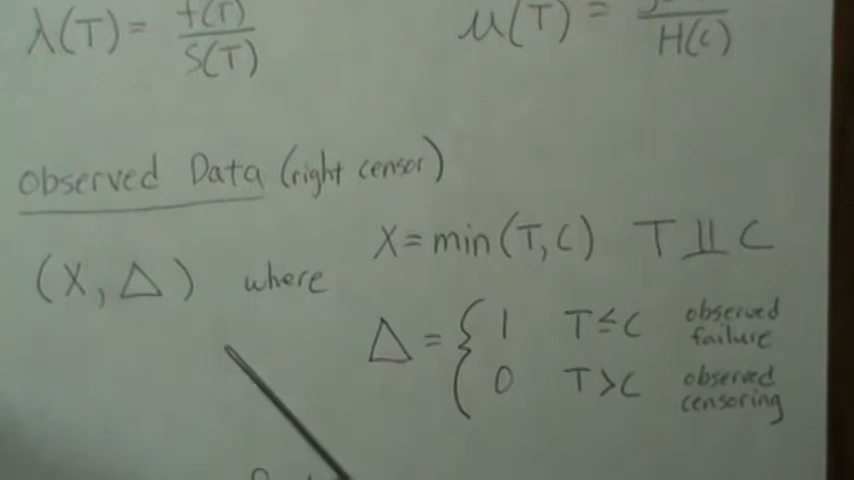 λ(T) = f(T) / S(T)
μ(T) = / H(C)
observed Data (right censor)
X = min(T, C) T ⫫ C
(X, Δ) where
Δ = { 1 T ≤ C observed failure
0 T > C observed censoring